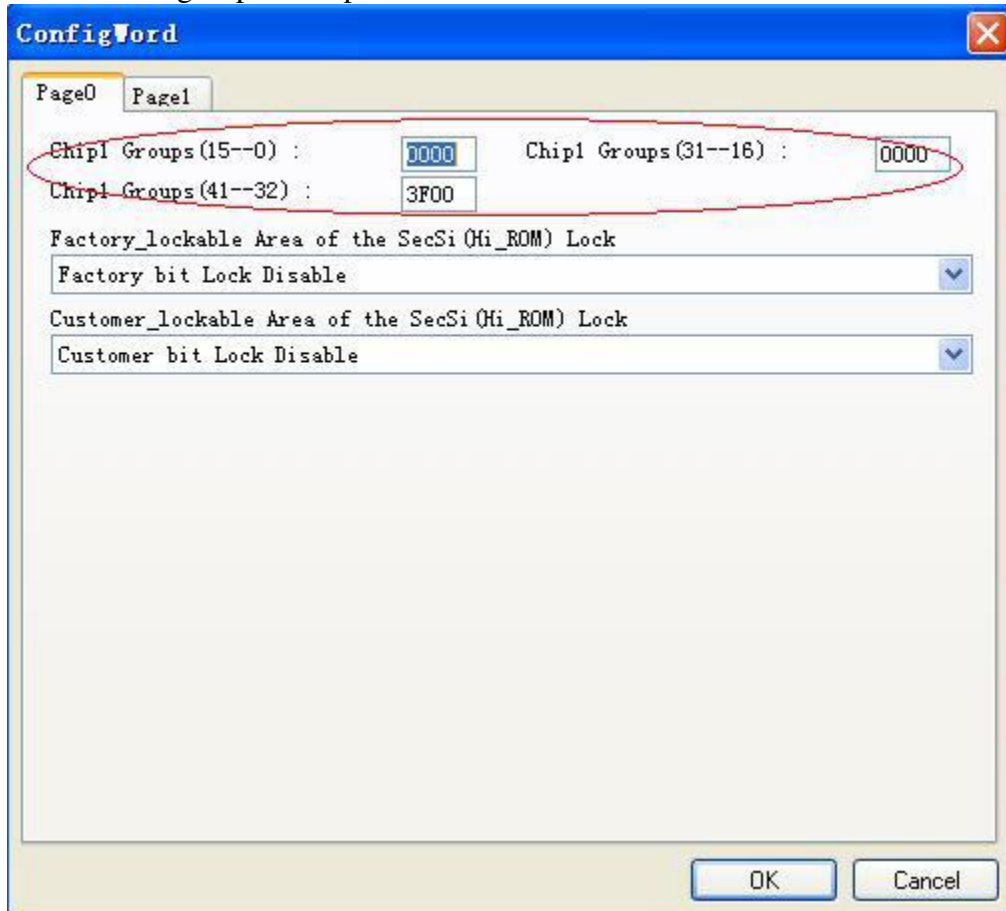 ConfigWord
Page0 Page1
Chip1 Groups(15--0) : 0000 Chip1 Groups(31--16) : 0000
Chip1 Groups(41--32) : 3F00
Factory_lockable Area of the SecSi(Hi_ROM) Lock
Factory bit Lock Disable
Customer_lockable Area of the SecSi(Hi_ROM) Lock
Customer bit Lock Disable
OK Cancel